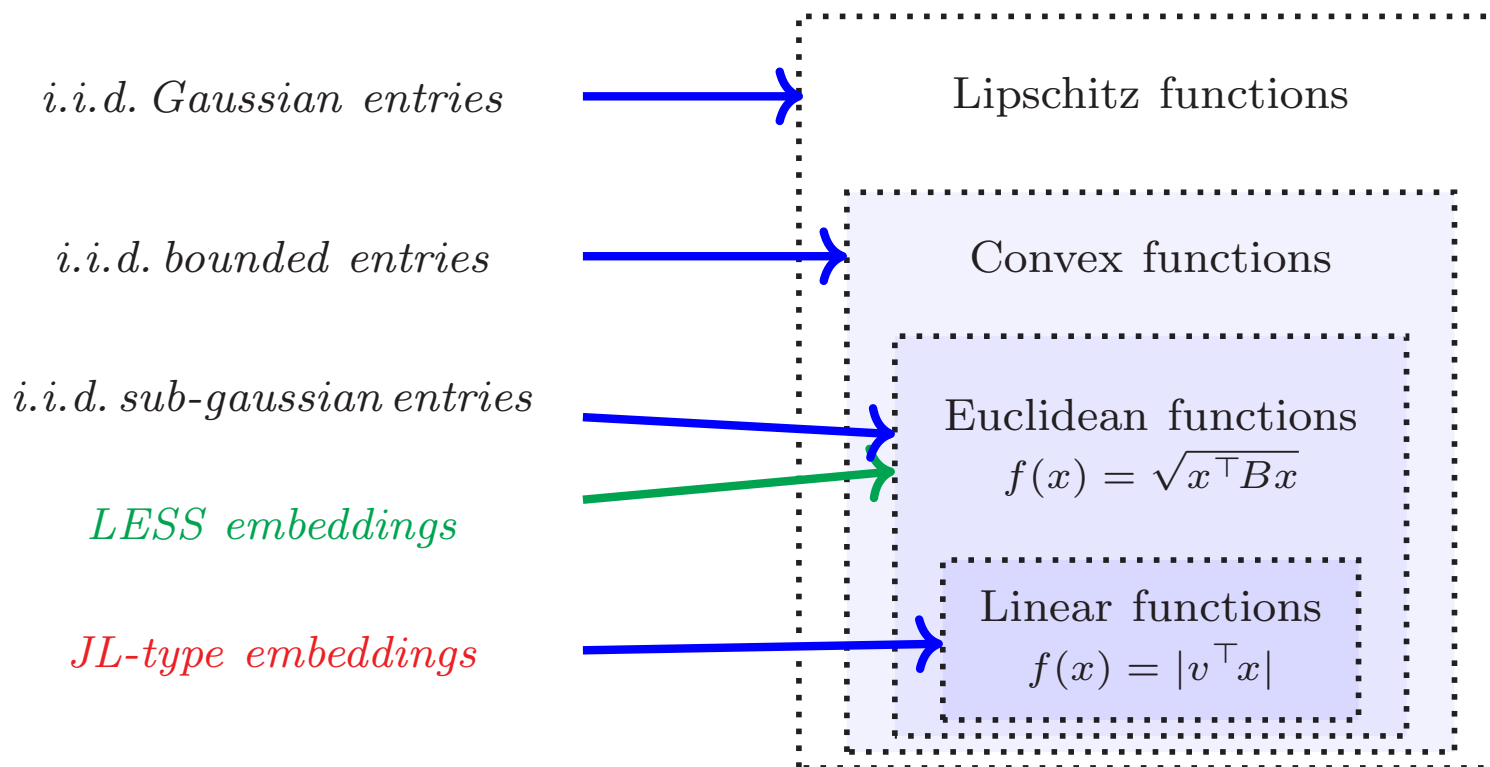 i.i.d. Gaussian entries
Lipschitz functions
i.i.d. bounded entries
Convex functions
i.i.d. sub-gaussian entries
Euclidean functions
f(x) = √(x⊤Bx)
LESS embeddings
Linear functions
f(x) = |v⊤x|
JL-type embeddings